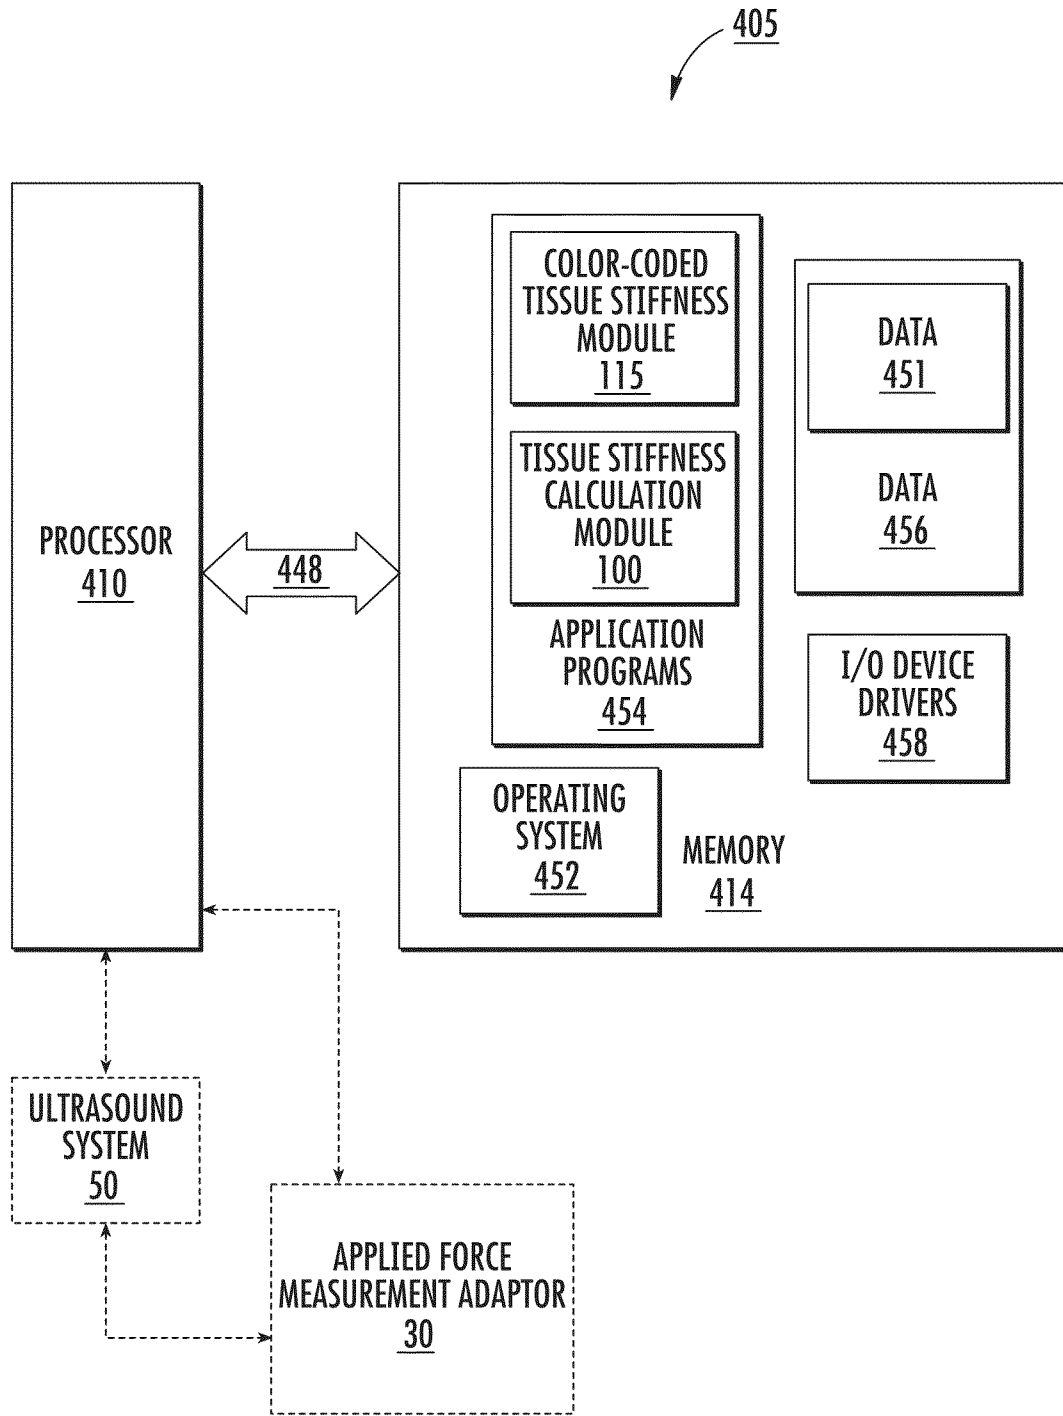 405
PROCESSOR
410
448
COLOR-CODED
TISSUE STIFFNESS
MODULE
115
TISSUE STIFFNESS
CALCULATION
MODULE
100
APPLICATION
PROGRAMS
454
DATA
451
DATA
456
I/O DEVICE
DRIVERS
458
OPERATING
SYSTEM
452
MEMORY
414
ULTRASOUND
SYSTEM
50
APPLIED FORCE
MEASUREMENT ADAPTOR
30